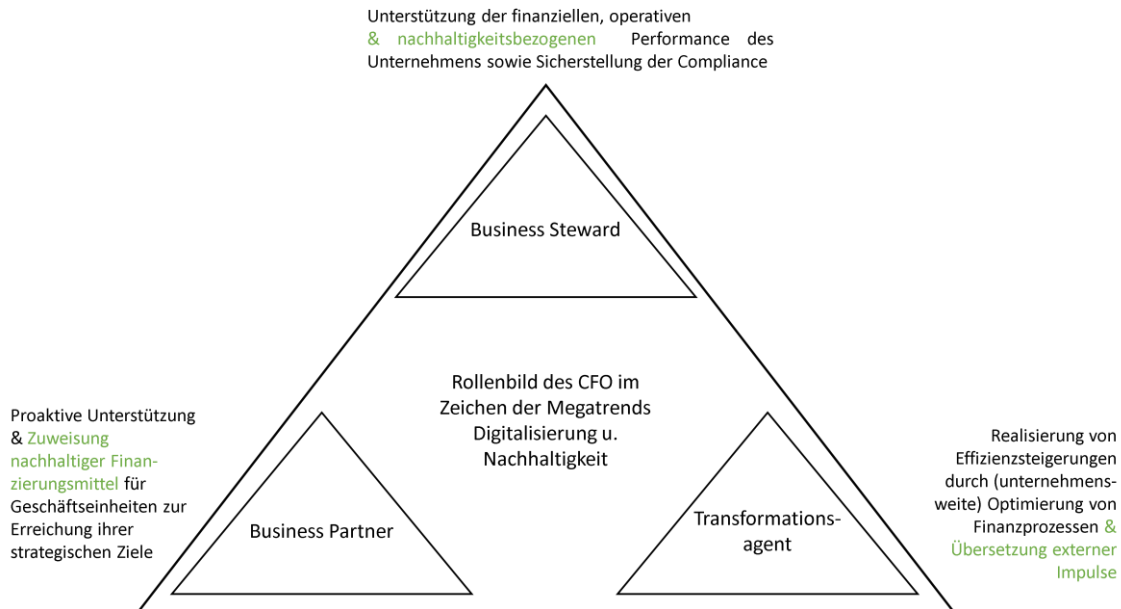 Unterstützung der finanziellen, operativen
& nachhaltigkeitsbezogenen Performance des
Unternehmens sowie Sicherstellung der Compliance
Business Steward
Rollenbild des CFO im
Zeichen der Megatrends
Digitalisierung u.
Nachhaltigkeit
Proaktive Unterstützung
& Zuweisung
nachhaltiger Finan-
zierungsmittel für
Geschäftseinheiten zur
Erreichung ihrer
strategischen Ziele
Business Partner
Transformations-
agent
Realisierung von
Effizienzsteigerungen
durch (unternehmens-
weite) Optimierung von
Finanzprozessen &
Übersetzung externer
Impulse